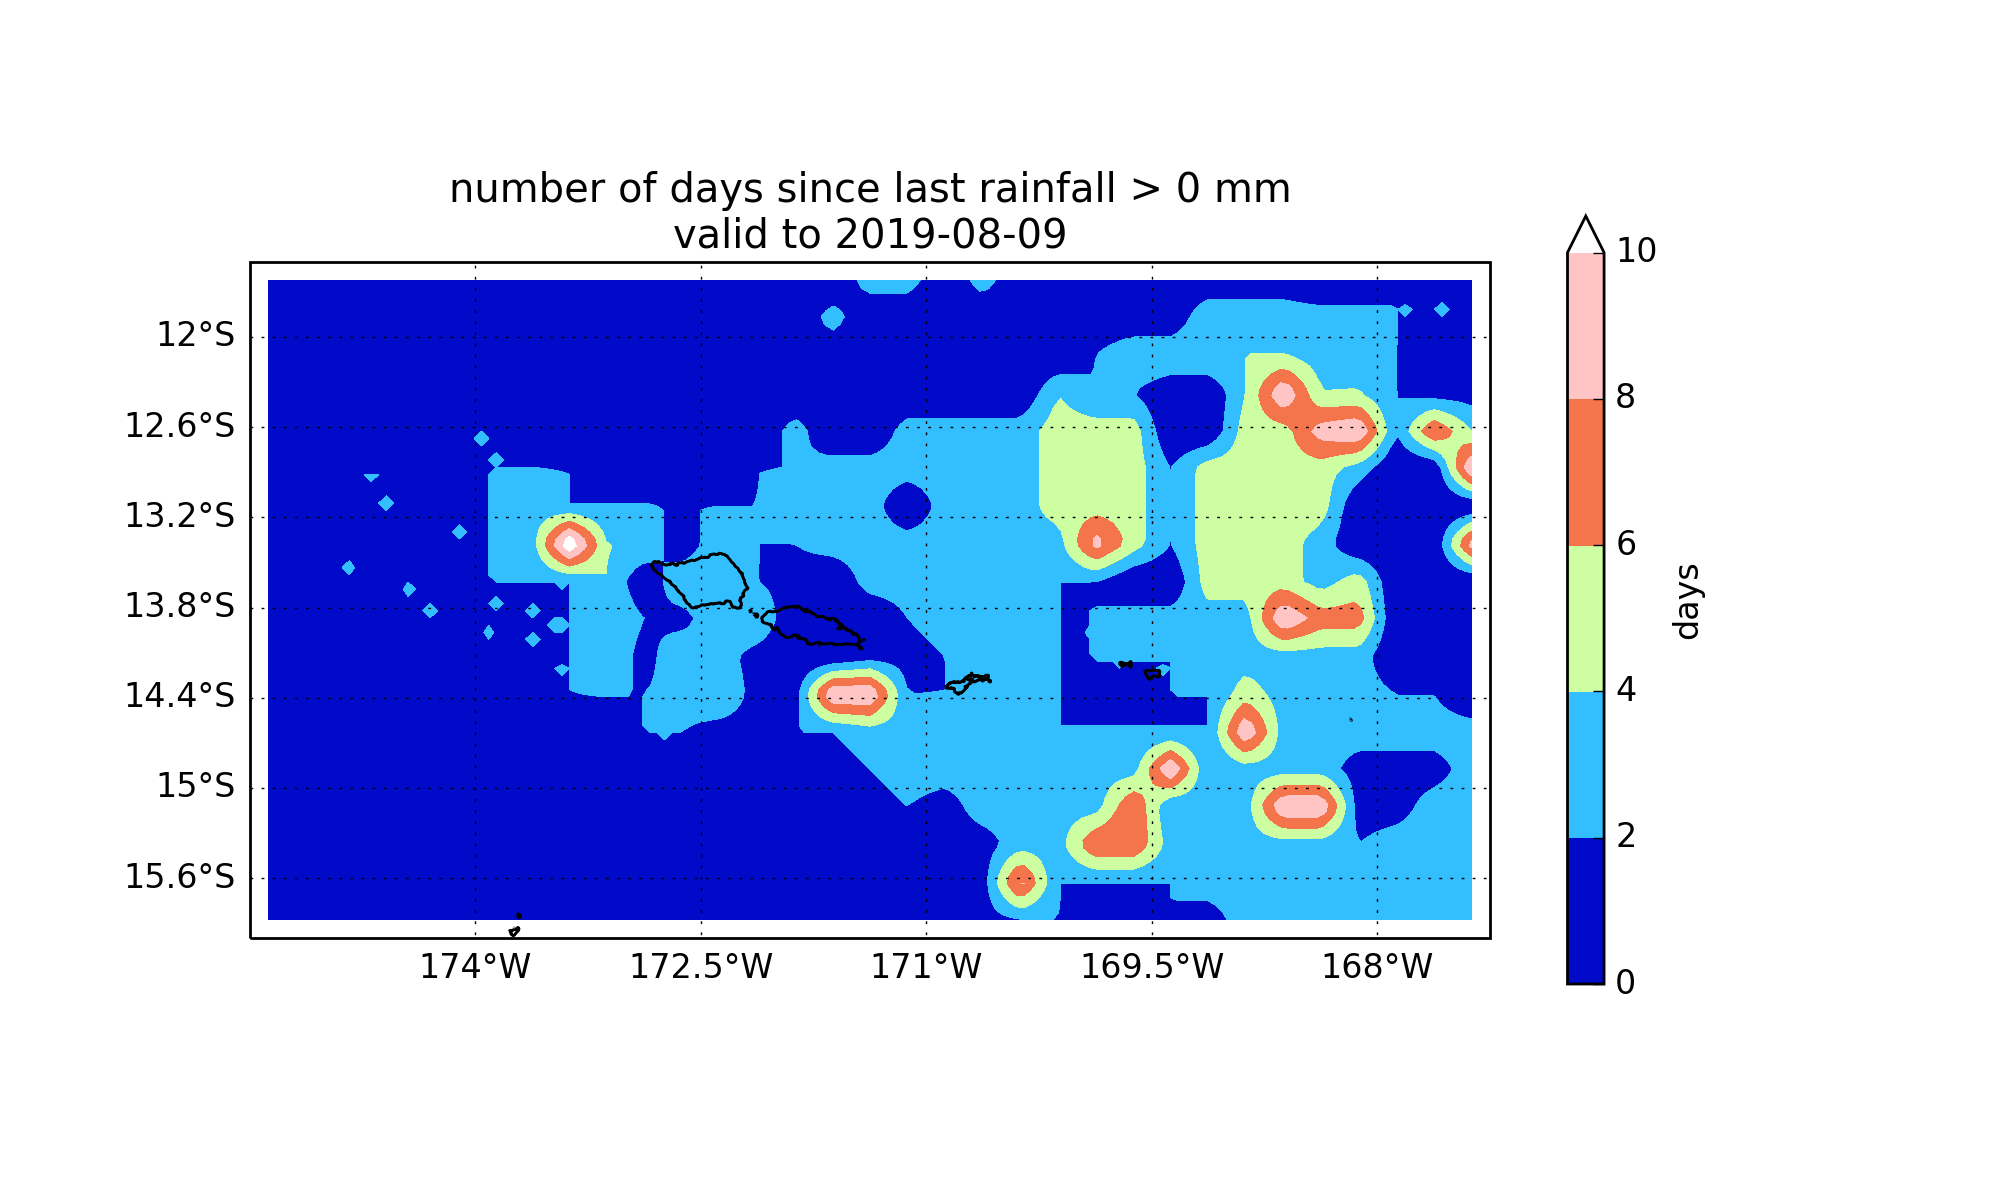 number of days since last rainfall > 0 mm
valid to 2019-08-09
10
12°S
8
12.6°S
13.2°S
6
13.8°S
days
14.4°S
4
15°S
2
15.6°S
174°W 172.5°W 171°W 169.5°W 168°W
0